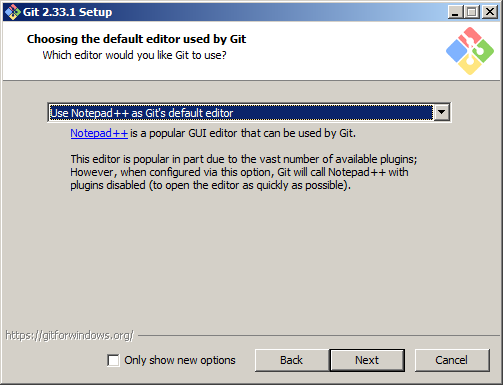 Git 2.33.1 Setup
Choosing the default editor used by Git
Which editor would you like Git to use?
Use Notepad++ as Git's default editor
Notepad++ is a popular GUI editor that can be used by Git.
This editor is popular in part due to the vast number of available plugins;
However, when configured via this option, Git will call Notepad++ with
plugins disabled (to open the editor as quickly as possible).
https://gitforwindows.org/
Only show new options
Back
Next
Cancel